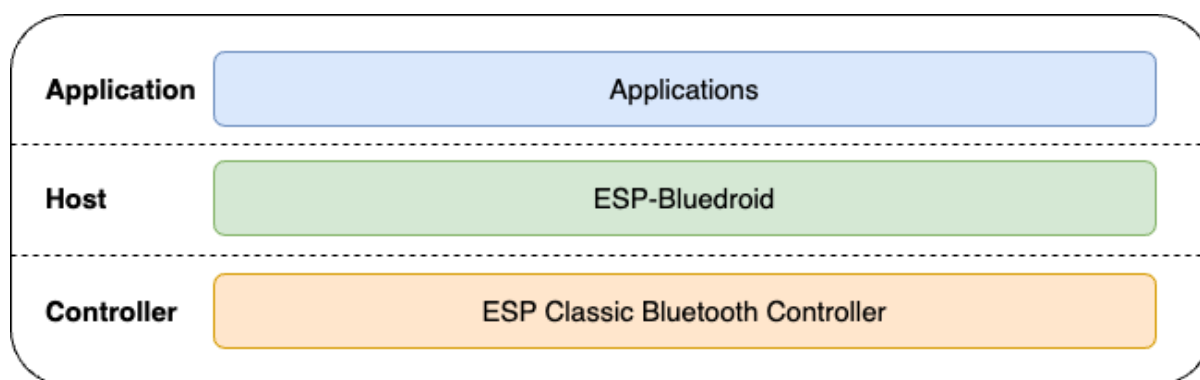 Application Applications
Host ESP-Bluedroid
Controller ESP Classic Bluetooth Controller